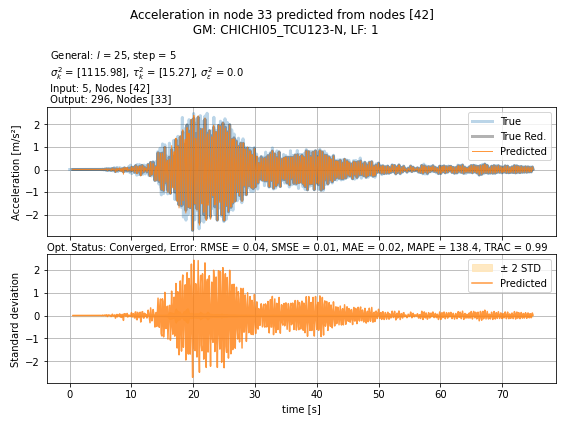 Acceleration in node 33 predicted from nodes [42]
GM: CHICHI05_TCU123-N, LF: 1
General: l = 25, step = 5
σ²ₖ = [1115.98], τ²ₖ = [15.27], σ²ε = 0.0
Input: 5, Nodes [42]
Output: 296, Nodes [33]
Acceleration [m/s²]
2
1
0
−1
−2
True
True Red.
Predicted
Opt. Status: Converged, Error: RMSE = 0.04, SMSE = 0.01, MAE = 0.02, MAPE = 138.4, TRAC = 0.99
Standard deviation
2
1
0
−1
−2
± 2 STD
Predicted
0 10 20 30 40 50 60 70
time [s]